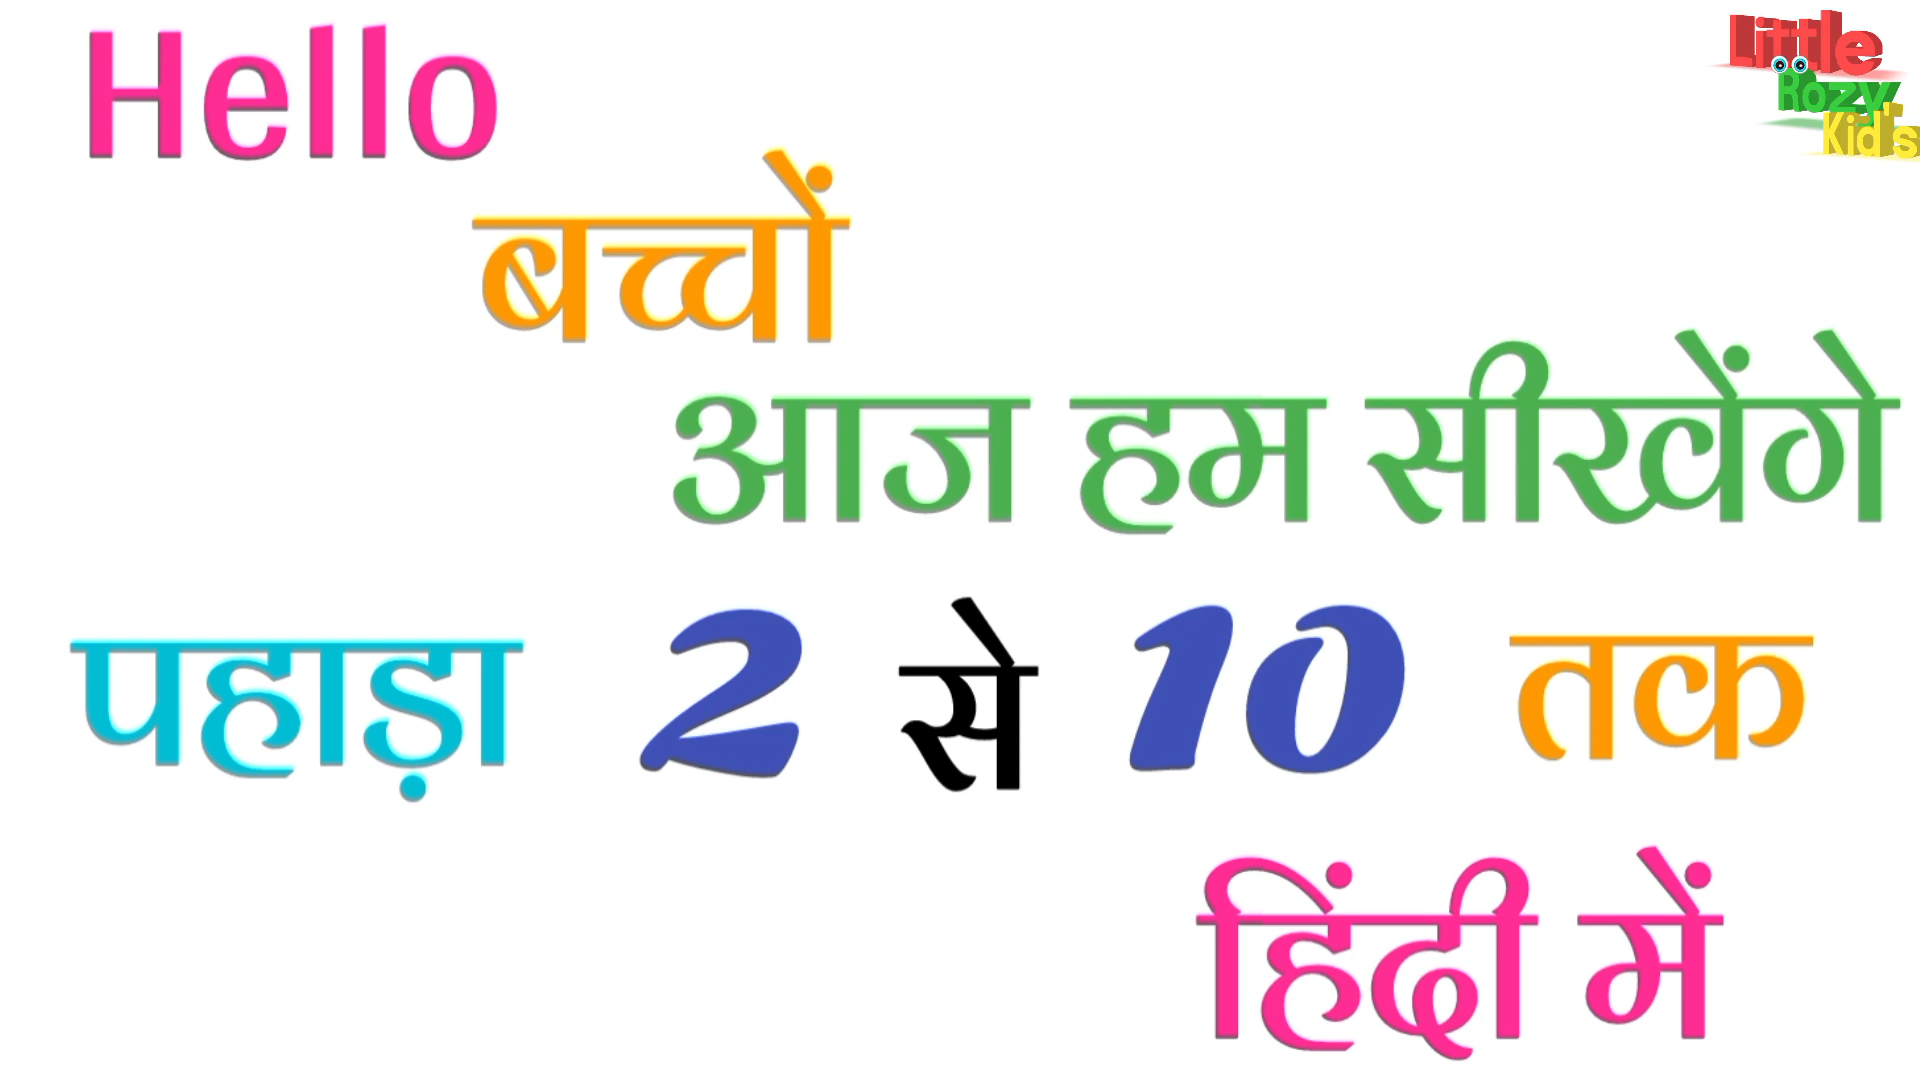 Hello
Little
Rozy
Kid's
बच्चों
आज हम सीखेंगे
पहाड़ा 2 से 10 तक
हिंदी में